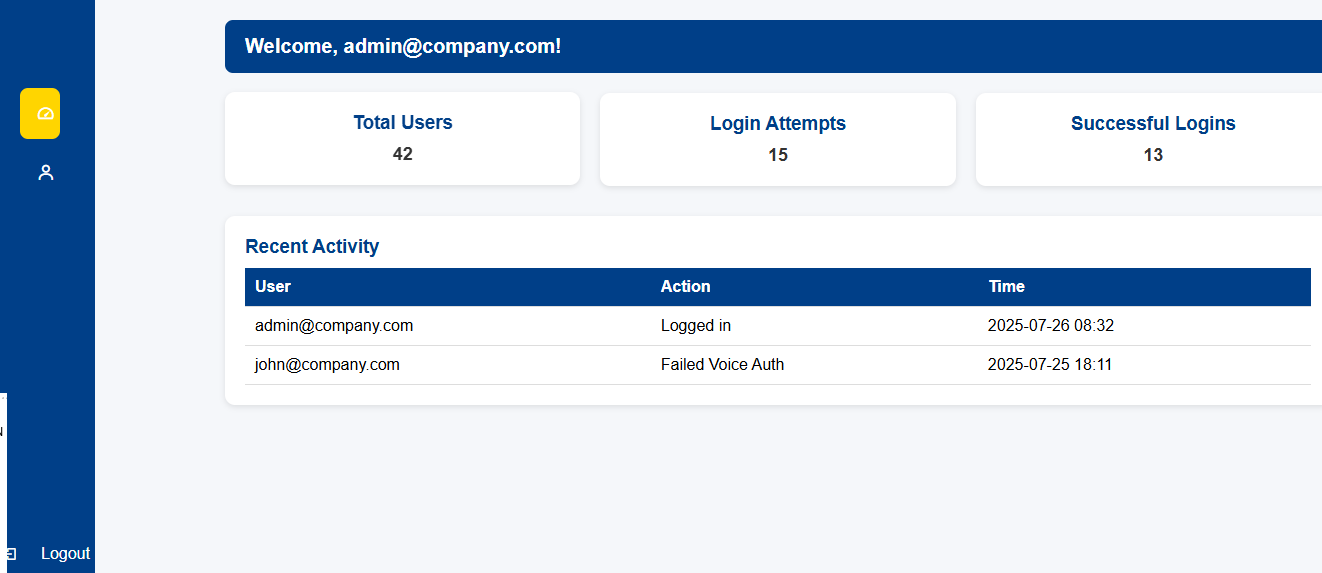 Welcome, admin@company.com!
Total Users
42
Login Attempts
15
Successful Logins
13
Recent Activity
User Action Time
admin@company.com Logged in 2025-07-26 08:32
john@company.com Failed Voice Auth 2025-07-25 18:11
Logout